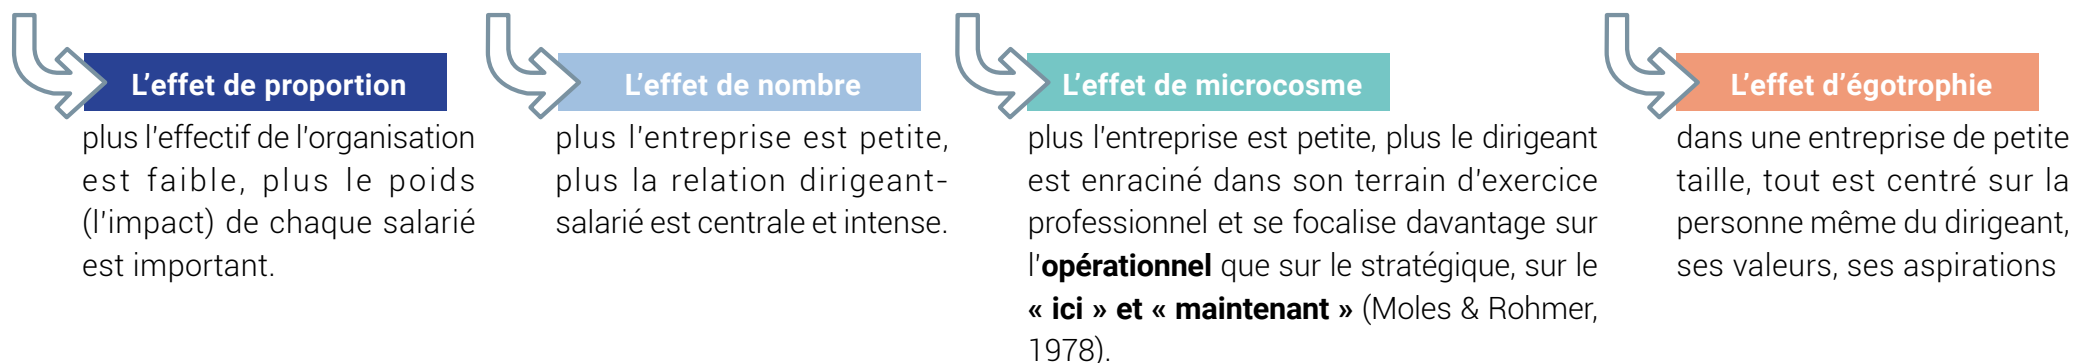 L'effet de proportion
plus l'effectif de l'organisation
est faible, plus le poids
(l'impact) de chaque salarié
est important.
L'effet de nombre
plus l'entreprise est petite,
plus la relation dirigeant-
salarié est centrale et intense.
L'effet de microcosme
plus l'entreprise est petite, plus le dirigeant
est enraciné dans son terrain d'exercice
professionnel et se focalise davantage sur
l'opérationnel que sur le stratégique, sur le
« ici » et « maintenant » (Moles & Rohmer,
1978).
L'effet d'égotrophie
dans une entreprise de petite
taille, tout est centré sur la
personne même du dirigeant,
ses valeurs, ses aspirations